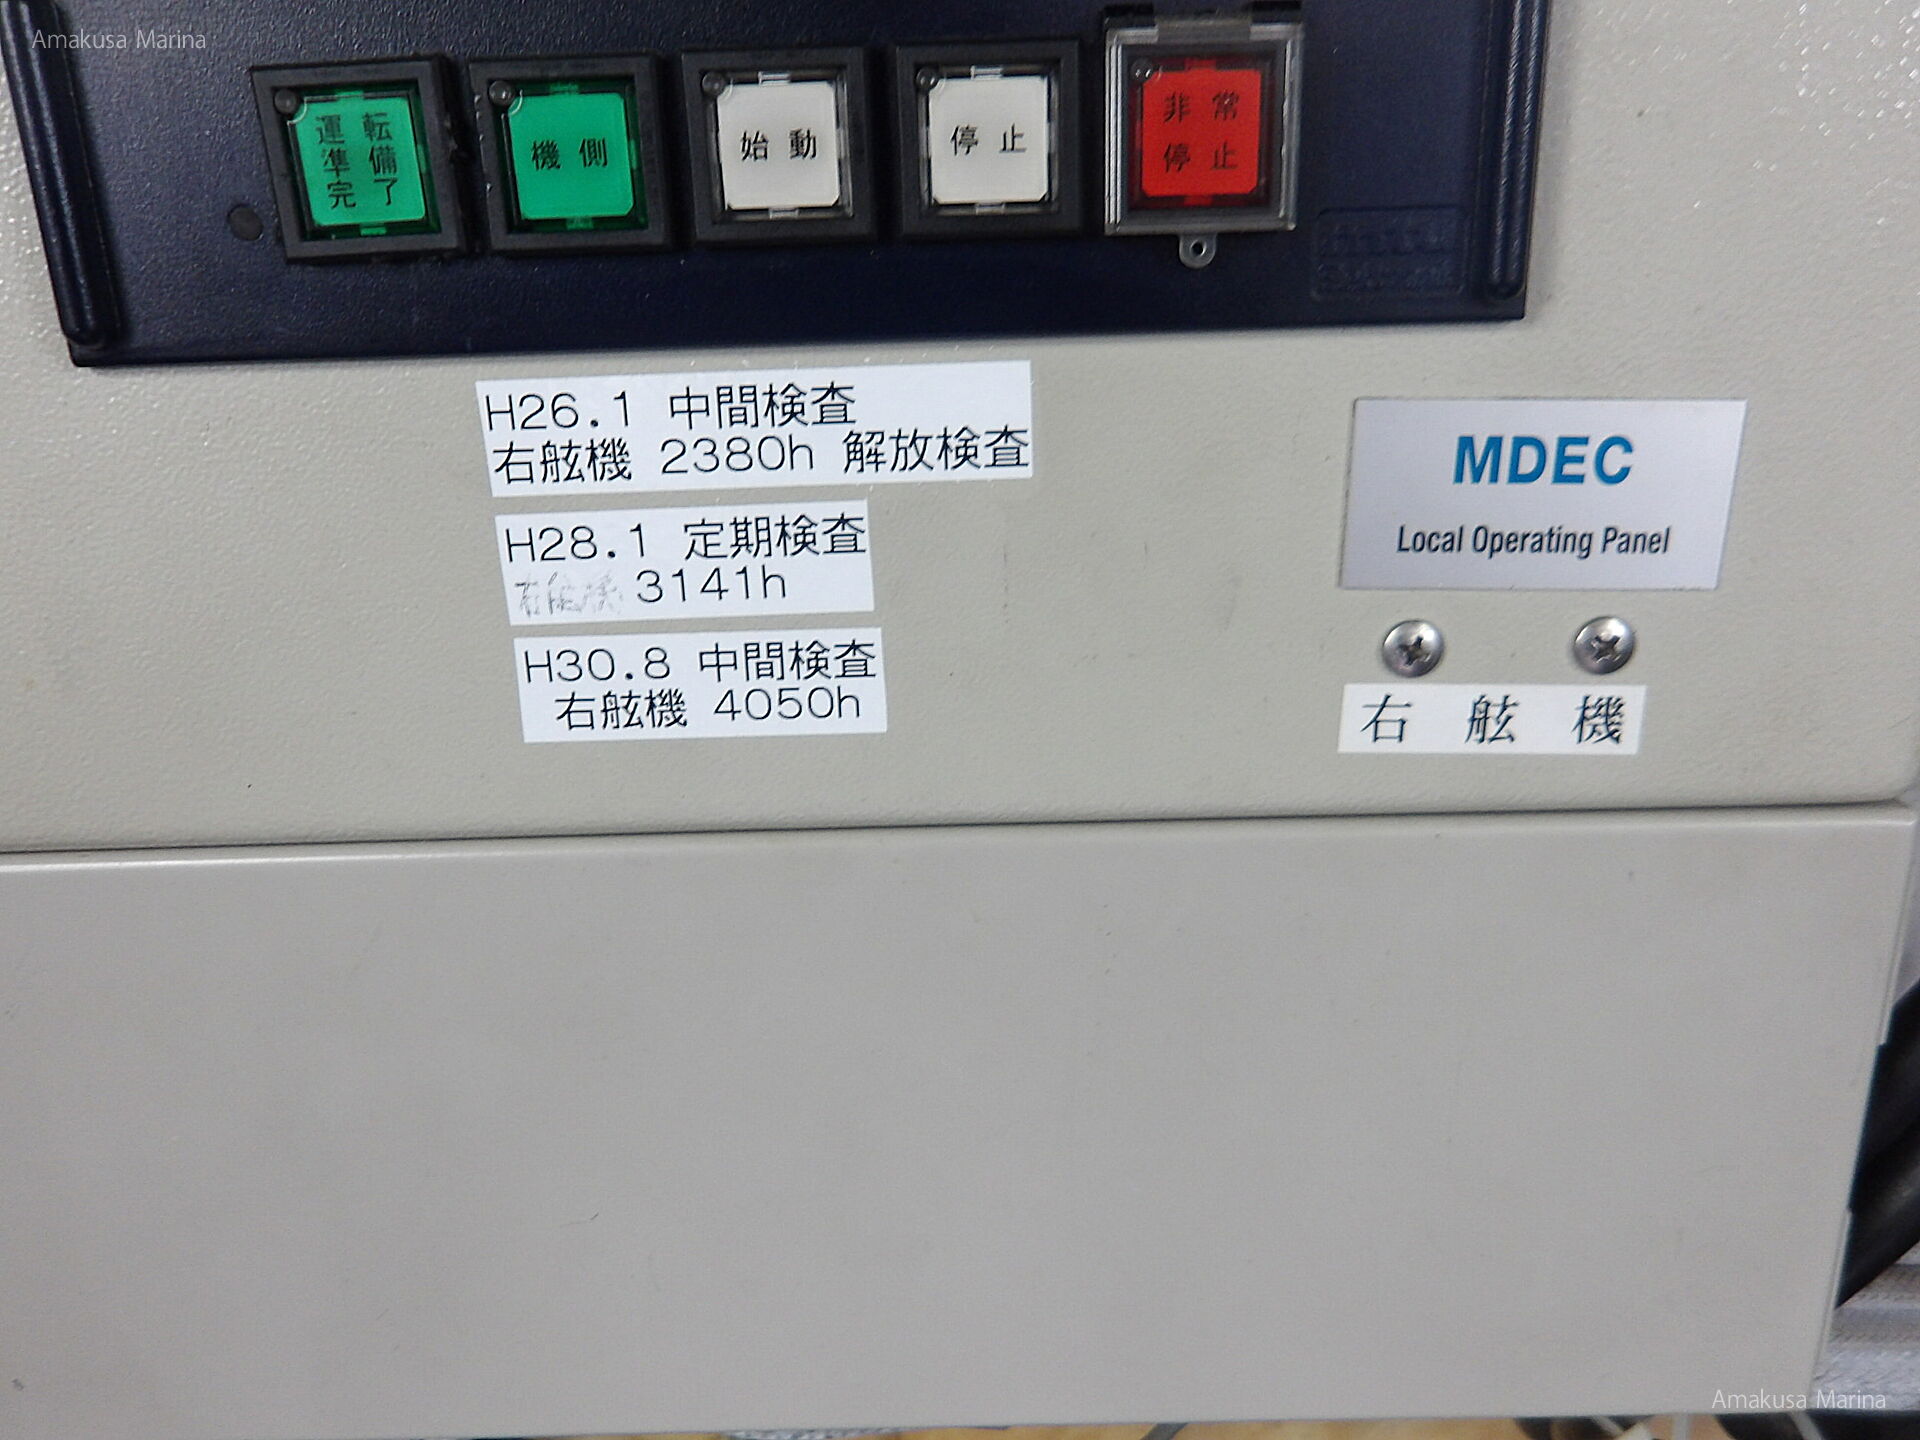 Amakusa Marina
運転
準備
完了
機側
始動
停止
非常
停止
H26.1 中間検査
右舷機 2380h 解放検査
H28.1 定期検査
右舷機 3141h
H30.8 中間検査
右舷機 4050h
MDEC
Local Operating Panel
右舷機
Amakusa Marina